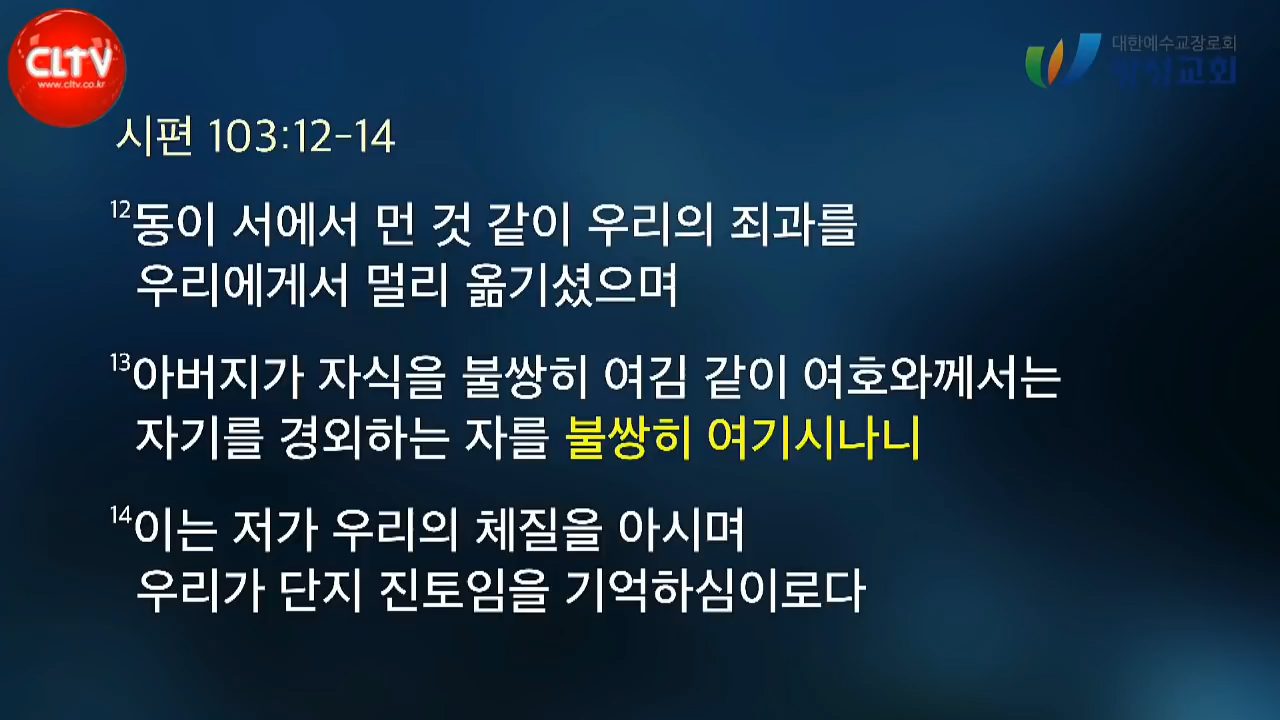 CLTV
www.cltv.co.kr
대한예수교장로회
교회
시편 103:12-14
12동이 서에서 먼 것 같이 우리의 죄과를
우리에게서 멀리 옮기셨으며
13아버지가 자식을 불쌍히 여김 같이 여호와께서는
자기를 경외하는 자를 불쌍히 여기시나니
14이는 저가 우리의 체질을 아시며
우리가 단지 진토임을 기억하심이로다